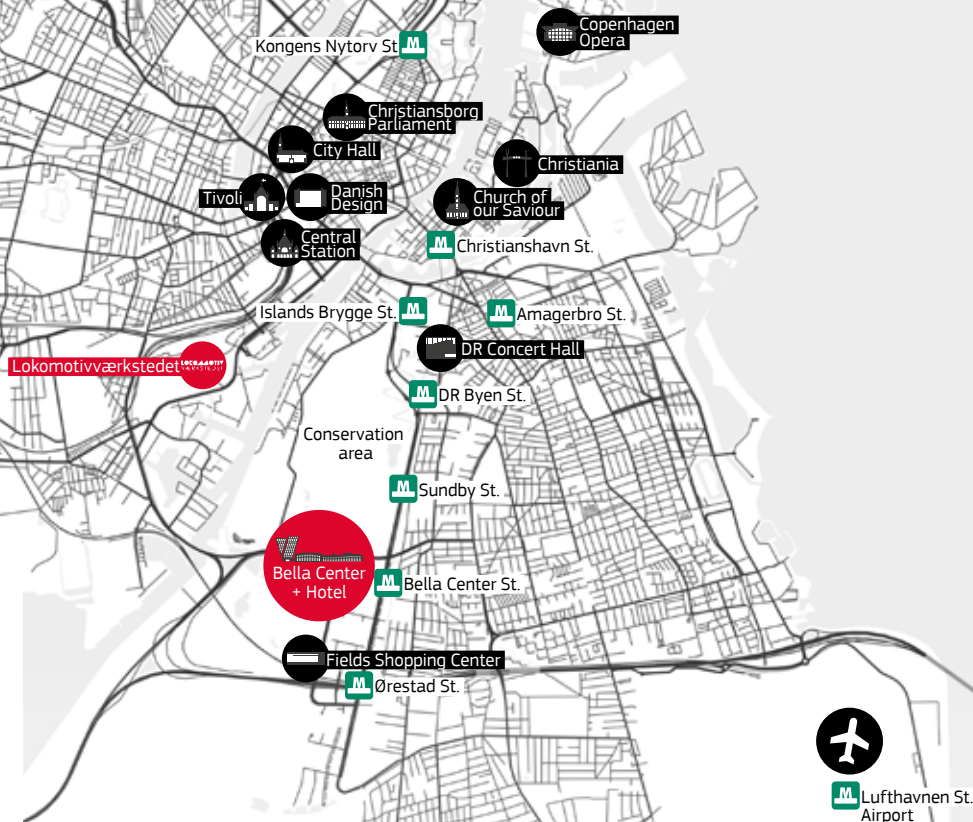 Copenhagen
Opera
Kongens Nytorv St
Christiansborg
Parliament
City Hall
Christiania
Tivoli
Danish
Design
Church of
our Saviour
Central
Station
Christianshavn St.
Islands Brygge St.
Amagerbro St.
DR Concert Hall
Lokomotivværkstedet
LOKOMOTIV
VÆRKSTEDET
DR Byen St.
Conservation
area
Sundby St.
Bella Center
+ Hotel
Bella Center St.
Fields Shopping Center
Ørestad St.
Lufthavnen St.
Airport